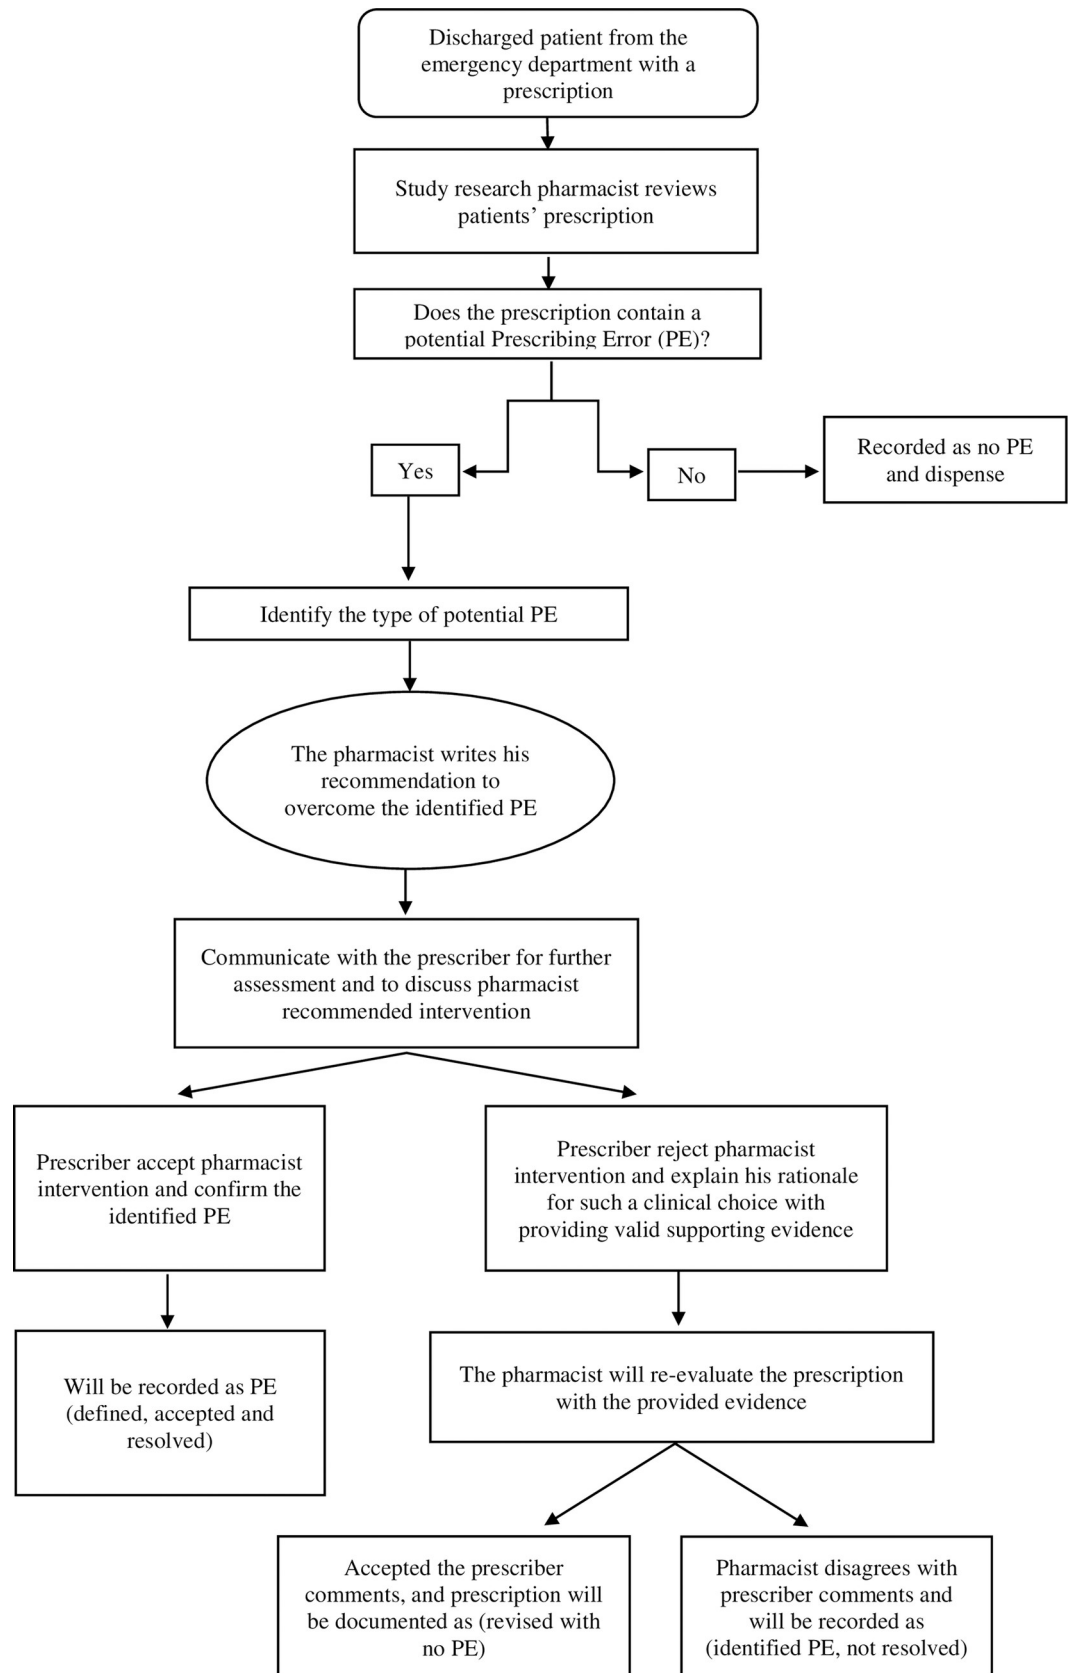 Discharged patient from the
emergency department with a
prescription
Study research pharmacist reviews
patients’ prescription
Does the prescription contain a
potential Prescribing Error (PE)?
Yes
No
Recorded as no PE
and dispense
Identify the type of potential PE
The pharmacist writes his
recommendation to
overcome the identified PE
Communicate with the prescriber for further
assessment and to discuss pharmacist
recommended intervention
Prescriber accept pharmacist
intervention and confirm the
identified PE
Prescriber reject pharmacist
intervention and explain his rationale
for such a clinical choice with
providing valid supporting evidence
Will be recorded as PE
(defined, accepted and
resolved)
The pharmacist will re-evaluate the prescription
with the provided evidence
Accepted the prescriber
comments, and prescription will
be documented as (revised with
no PE)
Pharmacist disagrees with
prescriber comments and
will be recorded as
(identified PE, not resolved)